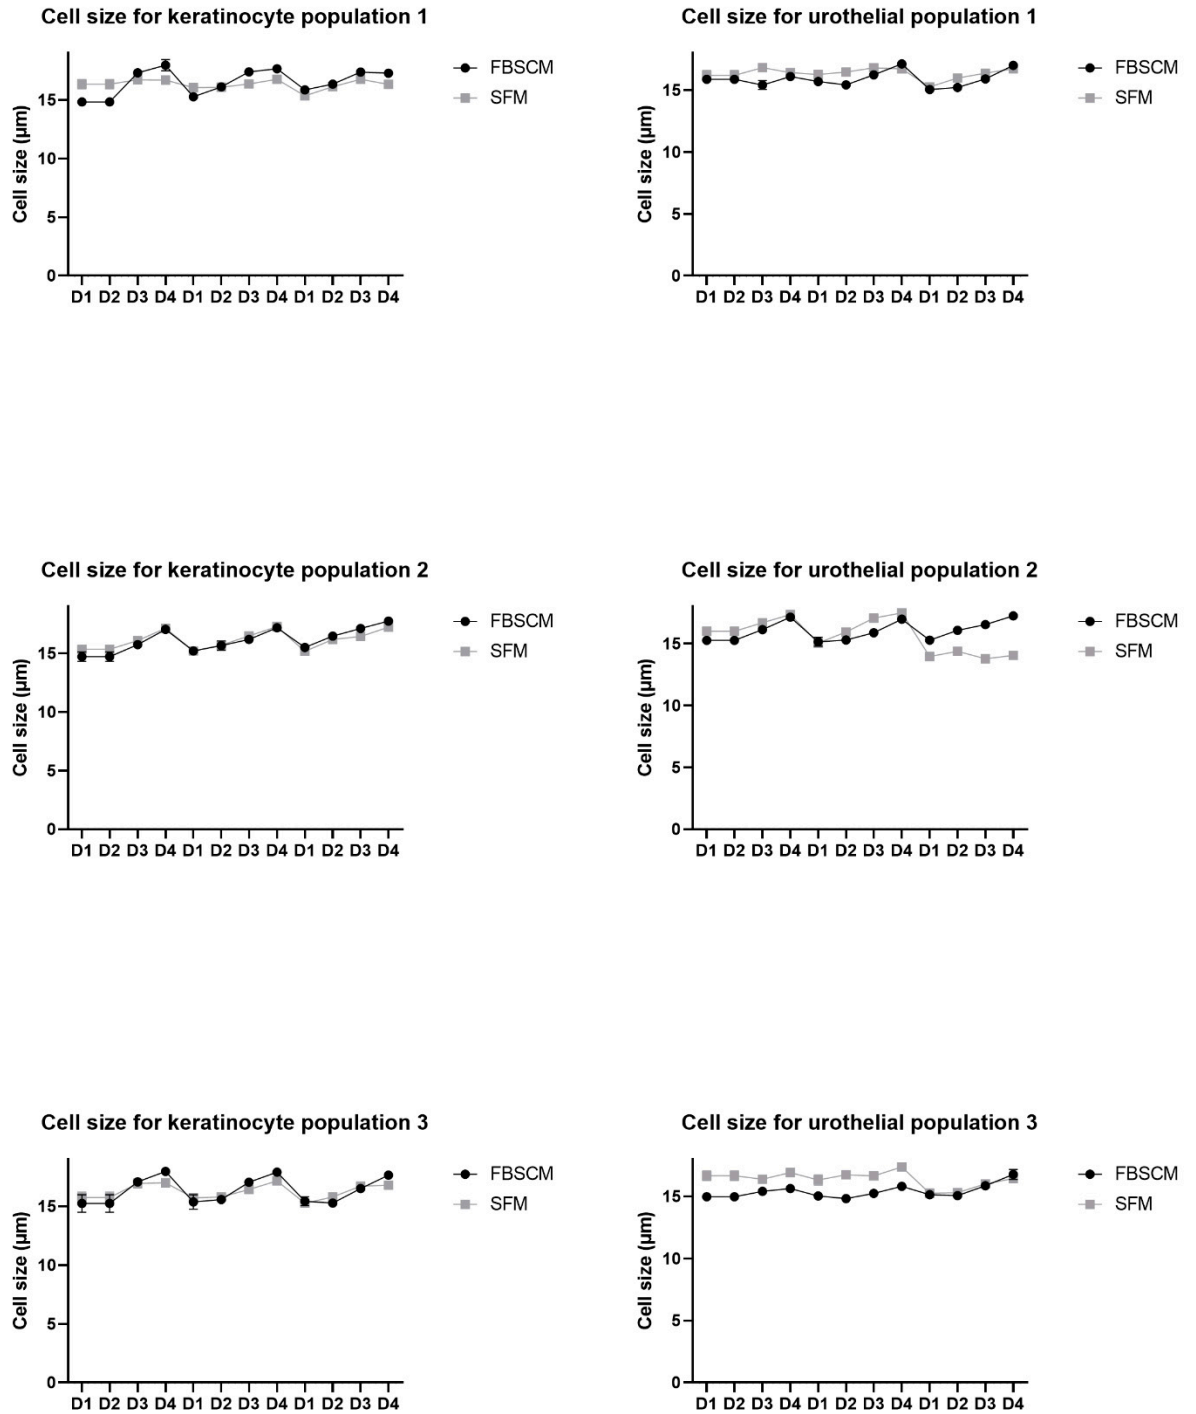 Cell size for keratinocyte population 1
Cell size (µm)
15
10
5
0
D1 D2 D3 D4 D1 D2 D3 D4 D1 D2 D3 D4
FBSCM
SFM
Cell size for urothelial population 1
Cell size (µm)
15
10
5
0
D1 D2 D3 D4 D1 D2 D3 D4 D1 D2 D3 D4
FBSCM
SFM
Cell size for keratinocyte population 2
Cell size (µm)
15
10
5
0
D1 D2 D3 D4 D1 D2 D3 D4 D1 D2 D3 D4
FBSCM
SFM
Cell size for urothelial population 2
Cell size (µm)
15
10
5
0
D1 D2 D3 D4 D1 D2 D3 D4 D1 D2 D3 D4
FBSCM
SFM
Cell size for keratinocyte population 3
Cell size (µm)
15
10
5
0
D1 D2 D3 D4 D1 D2 D3 D4 D1 D2 D3 D4
FBSCM
SFM
Cell size for urothelial population 3
Cell size (µm)
15
10
5
0
D1 D2 D3 D4 D1 D2 D3 D4 D1 D2 D3 D4
FBSCM
SFM